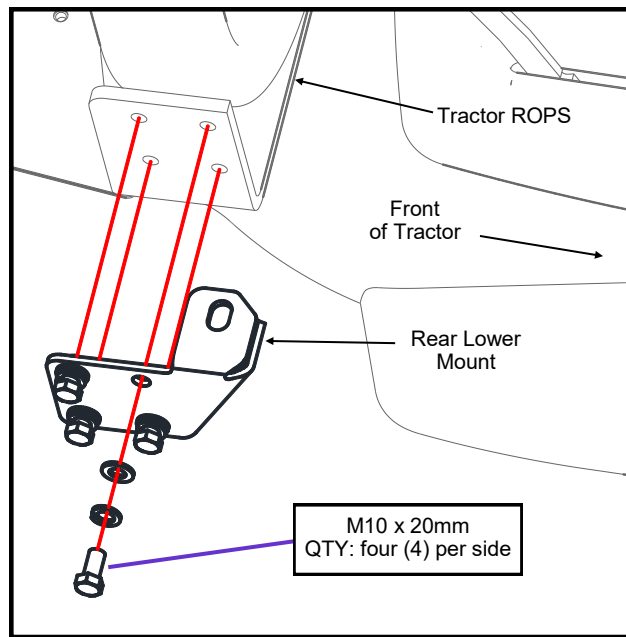 Tractor ROPS
Front
of Tractor
Rear Lower
Mount
M10 x 20mm
QTY: four (4) per side